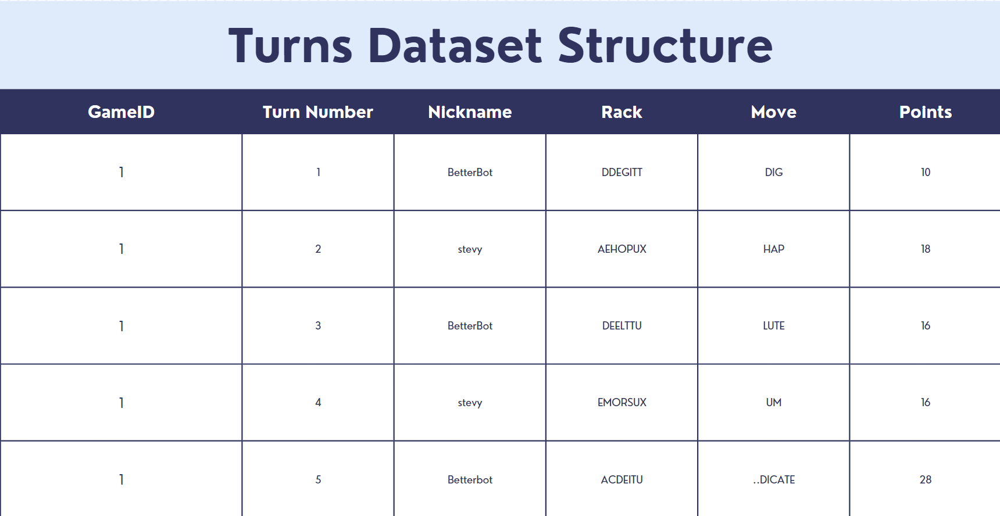 Turns Dataset Structure
GameID Turn Number Nickname Rack Move Points
1 1 BetterBot DDEGITT DIG 10
1 2 stevy AEHOPUX HAP 18
1 3 BetterBot DEELTTU LUTE 16
1 4 stevy EMORSUX UM 16
1 5 Betterbot ACDEITU ..DICATE 28